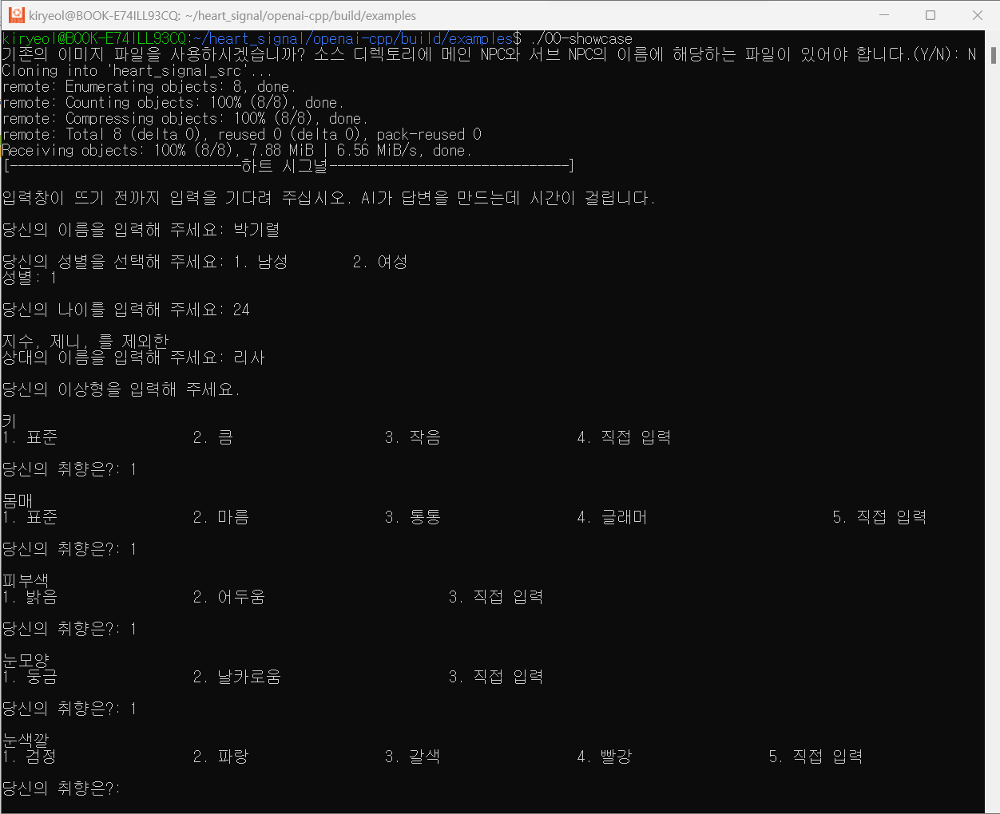 kiryeol@BOOK-E74ILL93CQ: ~/heart_signal/openai-cpp/build/examples
kiryeol@BOOK-E74ILL93CQ:~/heart_signal/openai-cpp/build/examples$ ./00-showcase
기존의 이미지 파일을 사용하시겠습니까? 소스 디렉토리에 메인 NPC와 서브 NPC의 이름에 해당하는 파일이 있어야 합니다.(Y/N): N
Cloning into 'heart_signal_src'...
remote: Enumerating objects: 8, done.
remote: Counting objects: 100% (8/8), done.
remote: Compressing objects: 100% (8/8), done.
remote: Total 8 (delta 0), reused 0 (delta 0), pack-reused 0
Receiving objects: 100% (8/8), 7.88 MiB | 6.56 MiB/s, done.
[-----------------------------하트 시그널------------------------------]
입력창이 뜨기 전까지 입력을 기다려 주십시오. AI가 답변을 만드는데 시간이 걸립니다.
당신의 이름을 입력해 주세요: 박기렬
당신의 성별을 선택해 주세요: 1. 남성 2. 여성
성별: 1
당신의 나이를 입력해 주세요: 24
지수, 제니, 를 제외한
상대의 이름을 입력해 주세요: 리사
당신의 이상형을 입력해 주세요.
키
1. 표준 2. 큼 3. 작음 4. 직접 입력
당신의 취향은?: 1
몸매
1. 표준 2. 마름 3. 통통 4. 글래머 5. 직접 입력
당신의 취향은?: 1
피부색
1. 밝음 2. 어두움 3. 직접 입력
당신의 취향은?: 1
눈모양
1. 둥금 2. 날카로움 3. 직접 입력
당신의 취향은?: 1
눈색깔
1. 검정 2. 파랑 3. 갈색 4. 빨강 5. 직접 입력
당신의 취향은?: